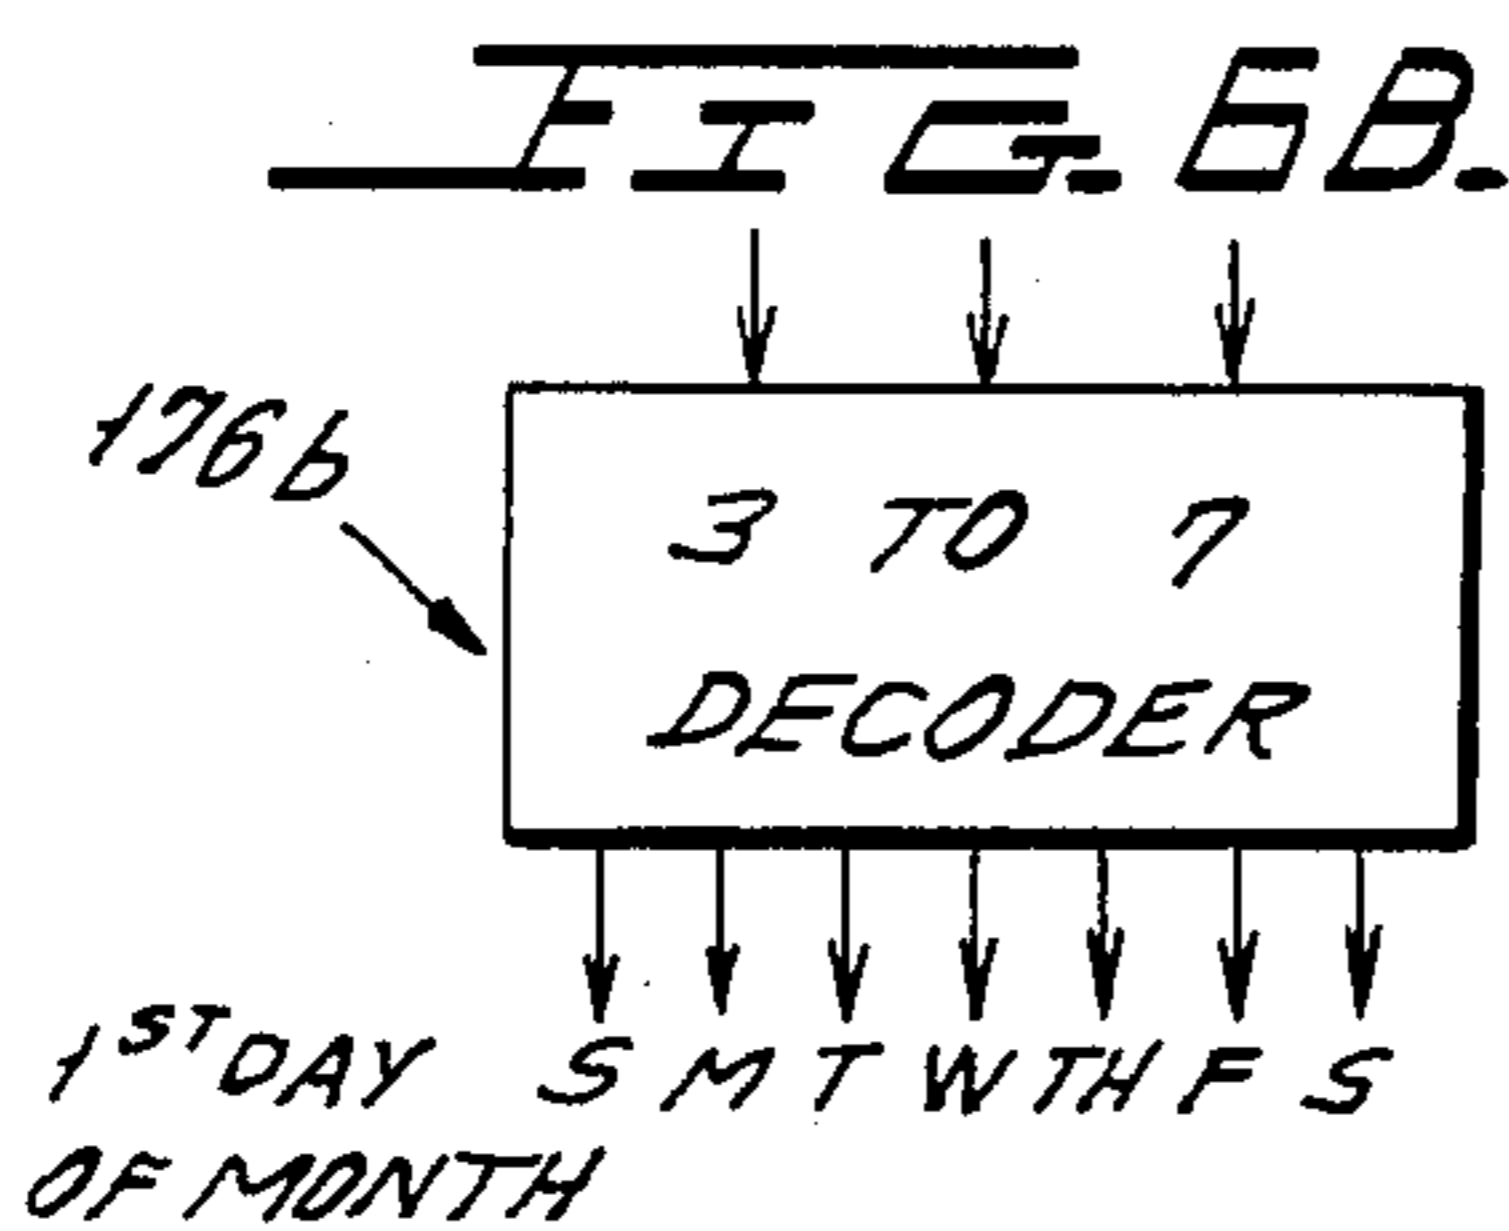 FIG. 6B.
176b
3 TO 7
DECODER
1ST DAY S M T W TH F S
OF MONTH